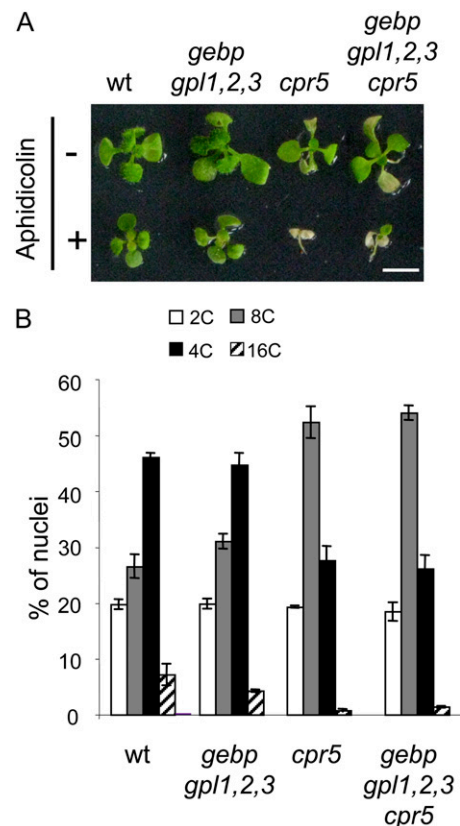 A
wt
gebp
gpl1,2,3
cpr5
gebp
gpl1,2,3
cpr5
Aphidicolin
-
+
B
2C
8C
4C
16C
% of nuclei
60
50
40
30
20
10
0
wt
gebp
gpl1,2,3
cpr5
gebp
gpl1,2,3
cpr5